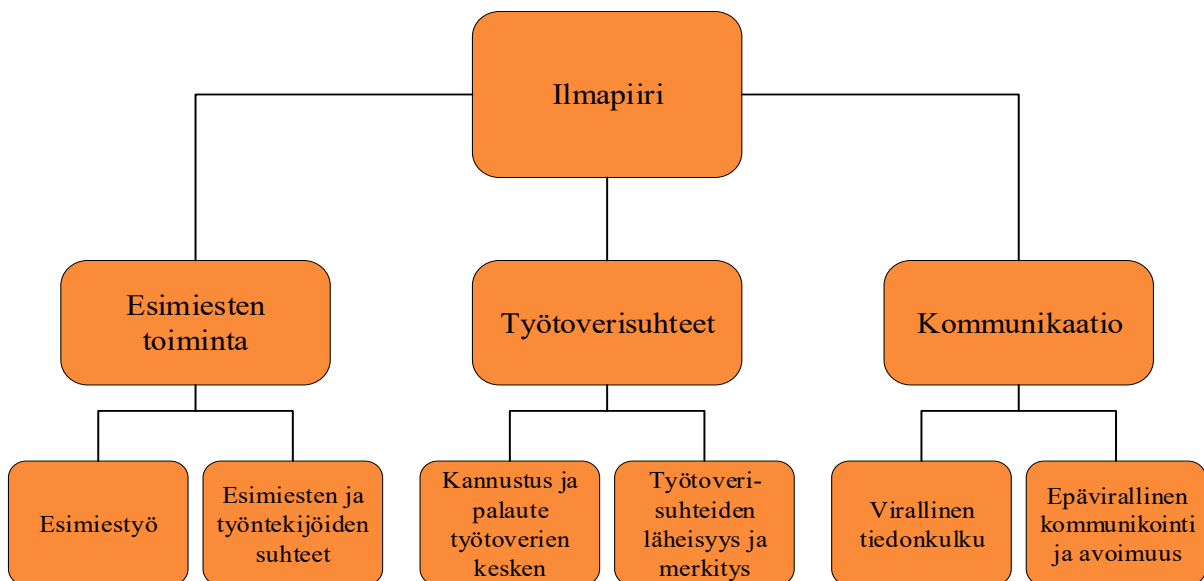 Ilmapiiri
Esimiesten
toiminta
Työtoverisuhteet
Kommunikaatio
Esimiestyö
Esimiesten ja
työntekijöiden
suhteet
Kannustus ja
palaute
työtoverien
kesken
Työtoveri-
suhteiden
läheisyys ja
merkitys
Virallinen
tiedonkulku
Epävirallinen
kommunikointi
ja avoimuus